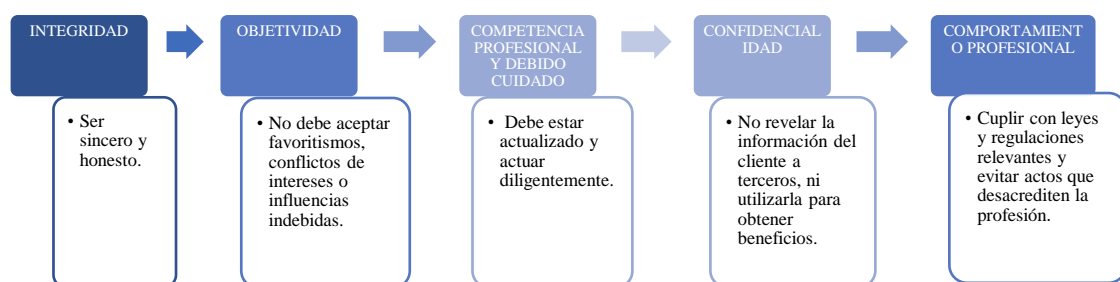 INTEGRIDAD
• Ser
sincero y
honesto.
OBJETIVIDAD
• No debe aceptar
favoritismos,
conflictos de
intereses o
influencias
indebidas.
COMPETENCIA
PROFESIONAL
Y DEBIDO
CUIDADO
• Debe estar
actualizado y
actuar
diligentemente.
CONFIDENCIAL
IDAD
• No revelar la
información del
cliente a
terceros, ni
utilizarla para
obtener
beneficios.
COMPORTAMIENT
O PROFESIONAL
• Cuplir con leyes
y regulaciones
relevantes y
evitar actos que
desacrediten la
profesión.